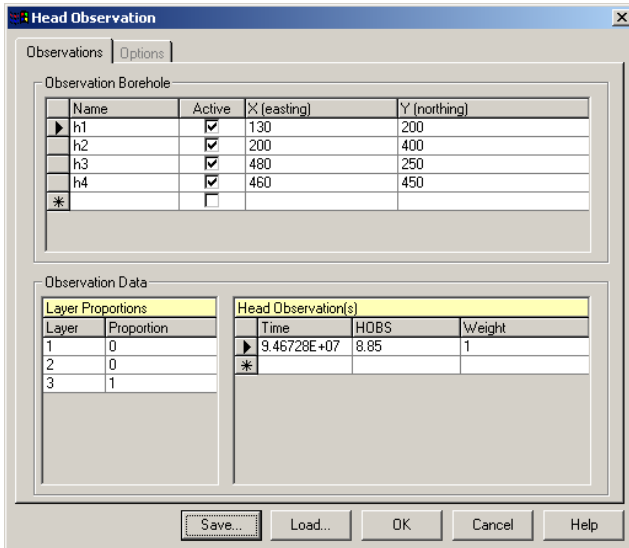 Head Observation
Observations Options
Observation Borehole
Name Active X (easting) Y (northing)
h1 130 200
h2 200 400
h3 480 250
h4 460 450
Observation Data
Layer Proportions
Layer Proportion
1 0
2 0
3 1
Head Observation(s)
Time HOBS Weight
9.46728E+07 8.85 1
Save... Load... OK Cancel Help